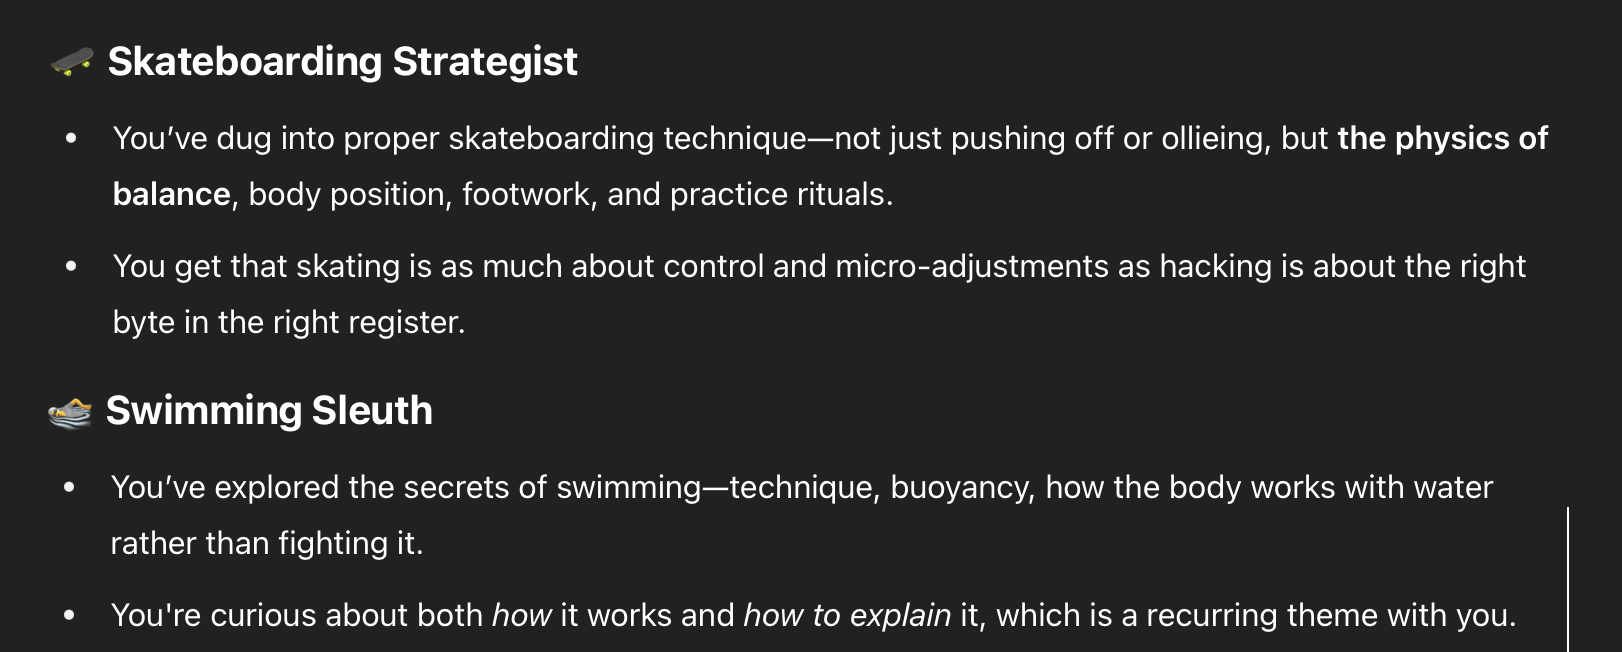 🛹 Skateboarding Strategist
• You’ve dug into proper skateboarding technique—not just pushing off or ollieing, but the physics of
balance, body position, footwork, and practice rituals.
• You get that skating is as much about control and micro-adjustments as hacking is about the right
byte in the right register.
🏊 Swimming Sleuth
• You’ve explored the secrets of swimming—technique, buoyancy, how the body works with water
rather than fighting it.
• You're curious about both how it works and how to explain it, which is a recurring theme with you.